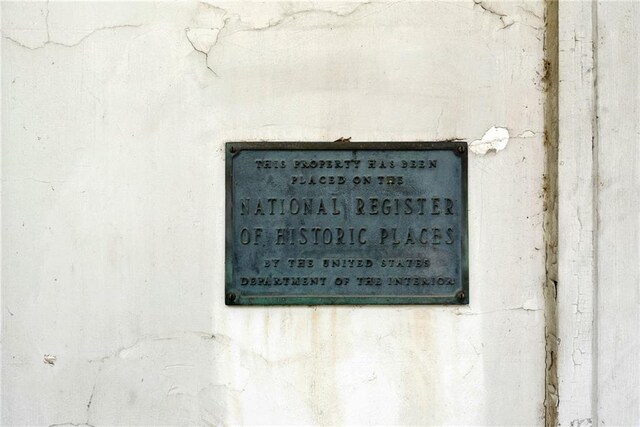 THIS PROPERTY HAS BEEN
PLACED ON THE
NATIONAL REGISTER
OF HISTORIC PLACES
BY THE UNITED STATES
DEPARTMENT OF THE INTERIOR